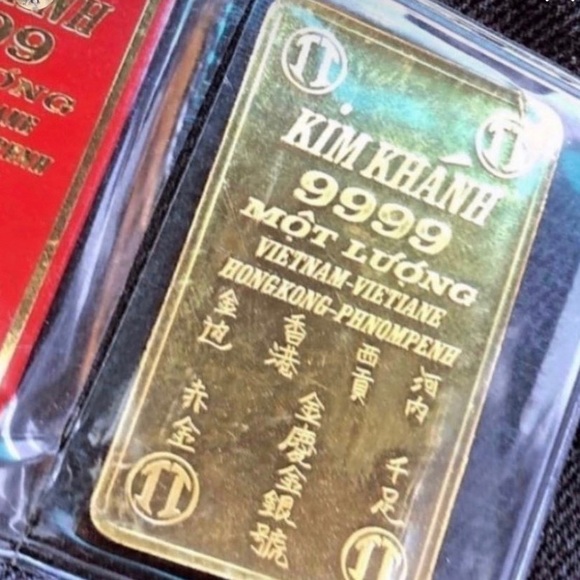 KIM KHÁNH
9999
MỘT LƯỢNG
VIETNAM-VIETIANE
HONGKONG-PHNOMPENH
河内
西貢
香港
金边
千足
金慶金銀號
赤金